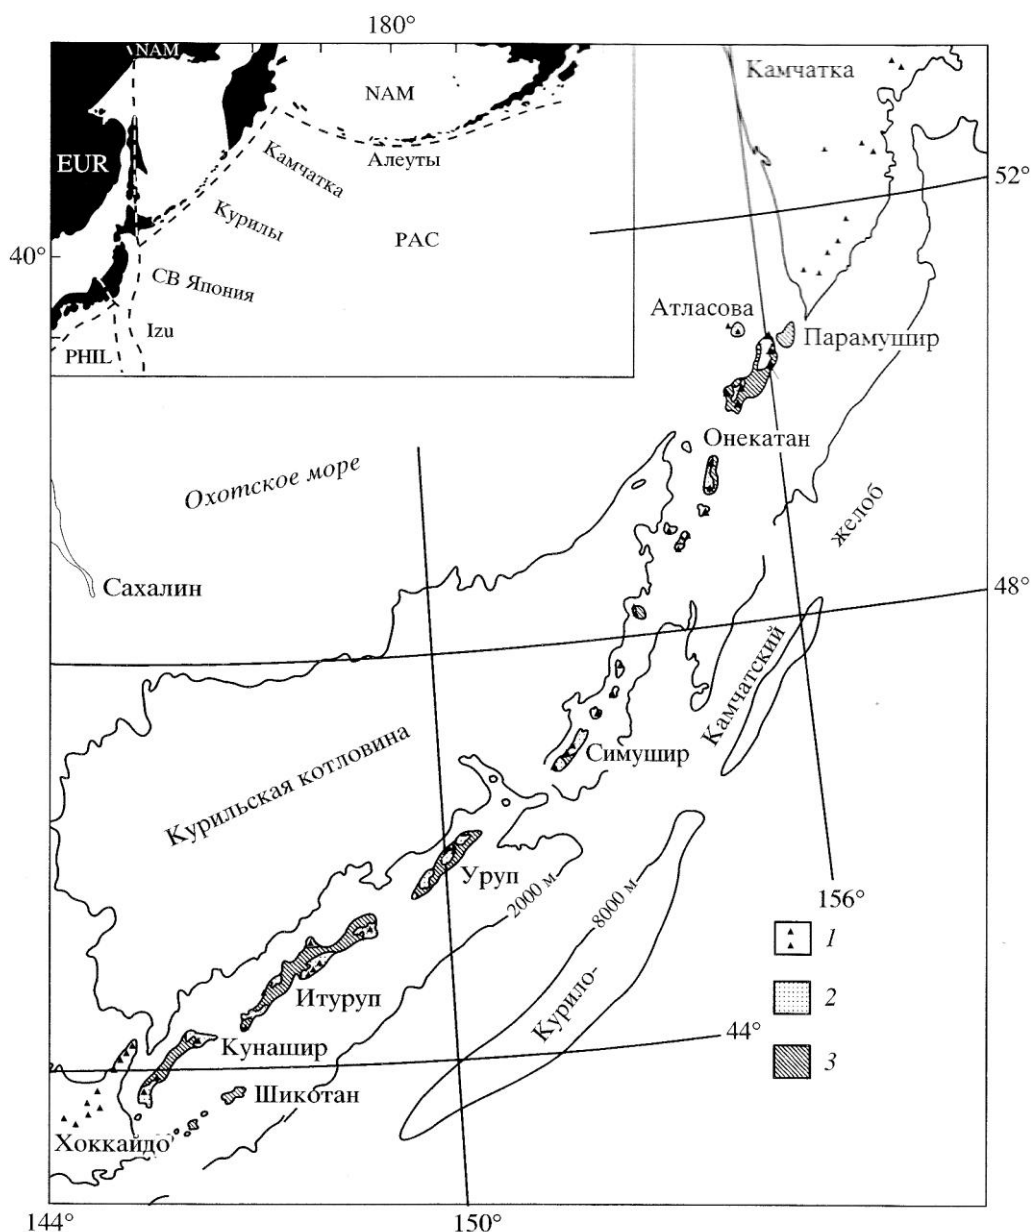 180°
NAM
NAM
EUR
Алеуты
Камчатка
Курилы
PAC
40°
СВ Япония
Izu
PHIL
Камчатка
52°
Атласова
Парамушир
Онекатан
Охотское море
желоб
Сахалин
48°
Камчатский
Симушир
Курильская котловина
Уруп
2000 м
8000 м
156°
1
2
3
Итуруп
Курило-
44°
Кунашир
Шикотан
Хоккайдо
144°
150°